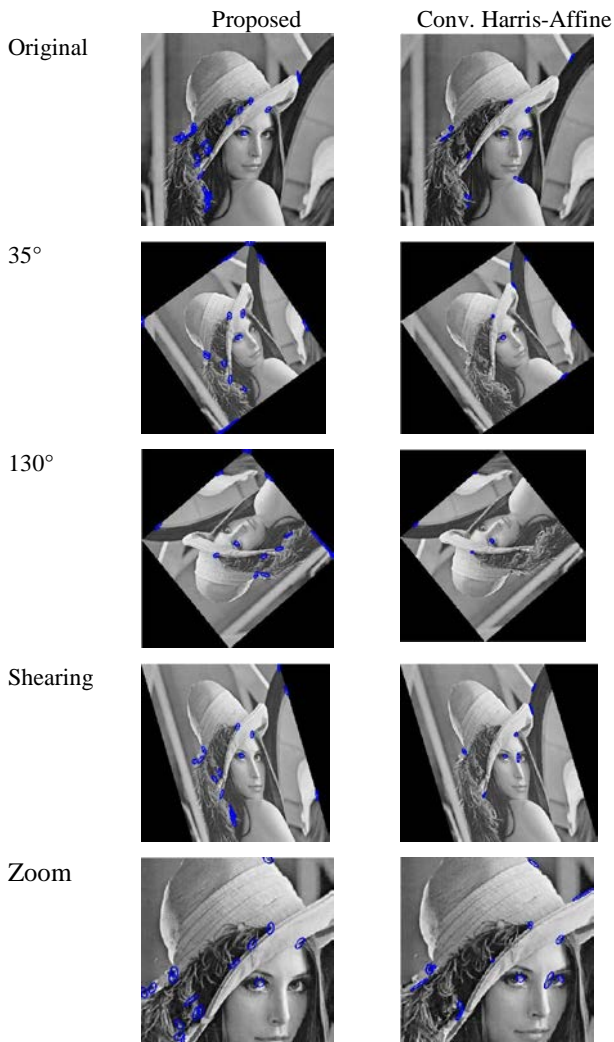 Proposed Conv. Harris-Affine
Original
35°
130°
Shearing
Zoom